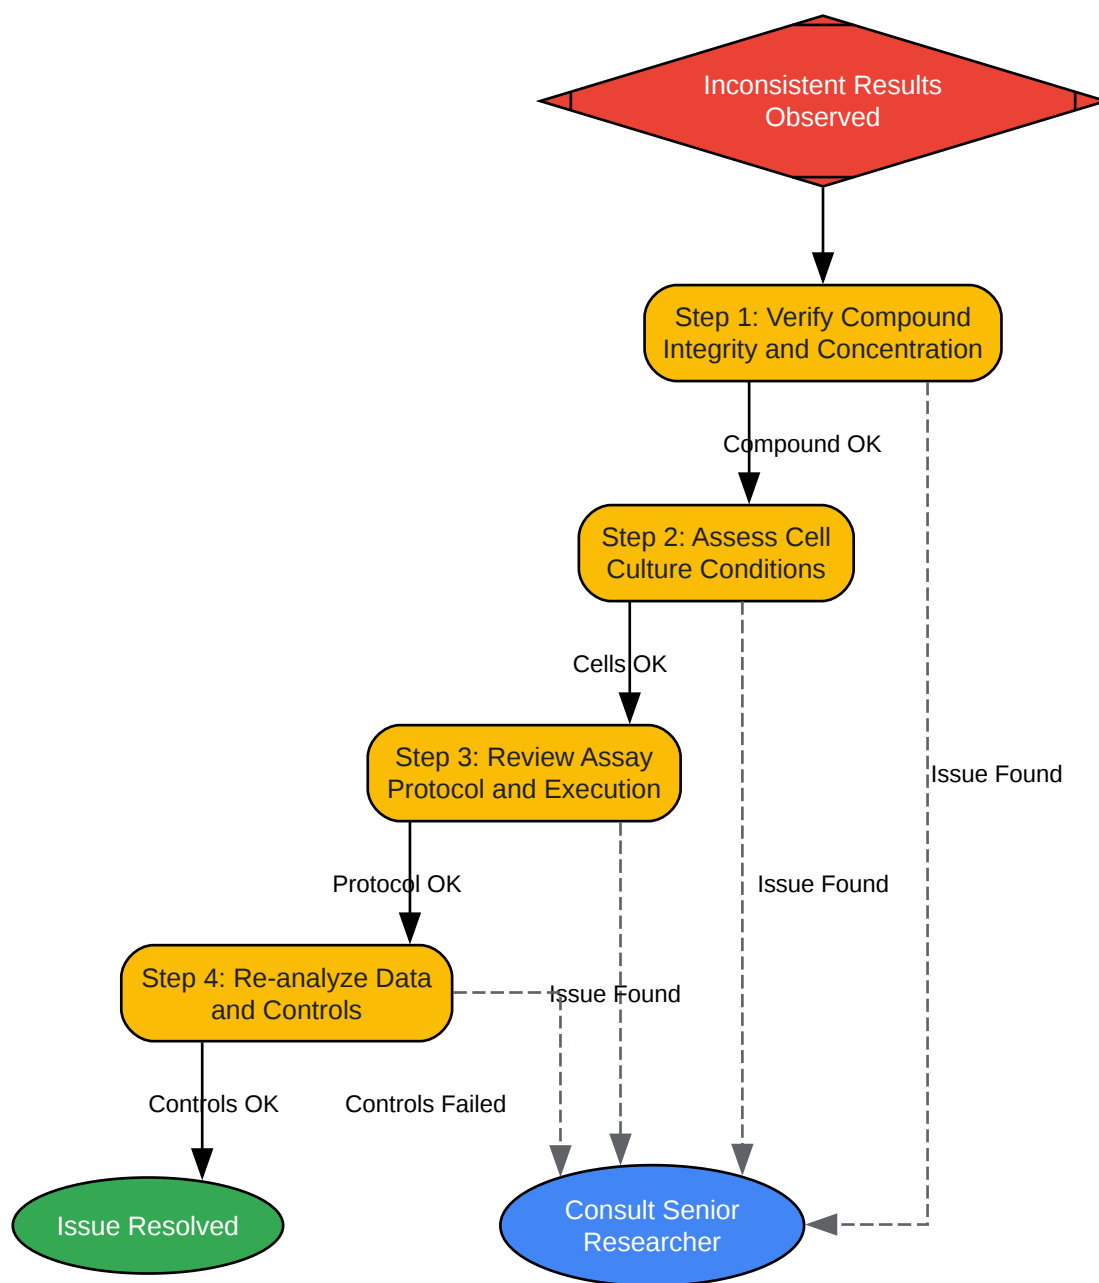 Inconsistent Results
Observed
Step 1: Verify Compound
Integrity and Concentration
Compound OK
Step 2: Assess Cell
Culture Conditions
Cells OK
Step 3: Review Assay
Protocol and Execution
Issue Found
Protocol OK
Issue Found
Step 4: Re-analyze Data
and Controls
Issue Found
Controls OK
Controls Failed
Issue Resolved
Consult Senior
Researcher